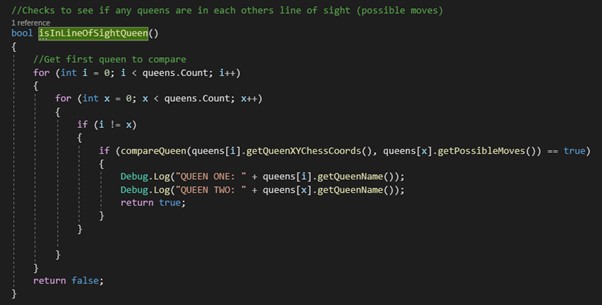 //Checks to see if any queens are in each others line of sight (possible moves)
1 reference
bool isInLineOfSightQueen()
{
//Get first queen to compare
for (int i = 0; i < queens.Count; i++)
{
for (int x = 0; x < queens.Count; x++)
{
if (i != x)
{
if (compareQueen(queens[i].getQueenXYChessCoords(), queens[x].getPossibleMoves()) == true)
{
Debug.Log("QUEEN ONE: " + queens[i].getQueenName());
Debug.Log("QUEEN TWO: " + queens[x].getQueenName());
return true;
}
}
}
}
return false;
}